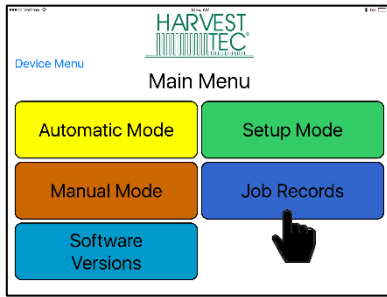 HARVEST
TEC
Device Menu
Main Menu
Automatic Mode
Setup Mode
Manual Mode
Job Records
Software
Versions